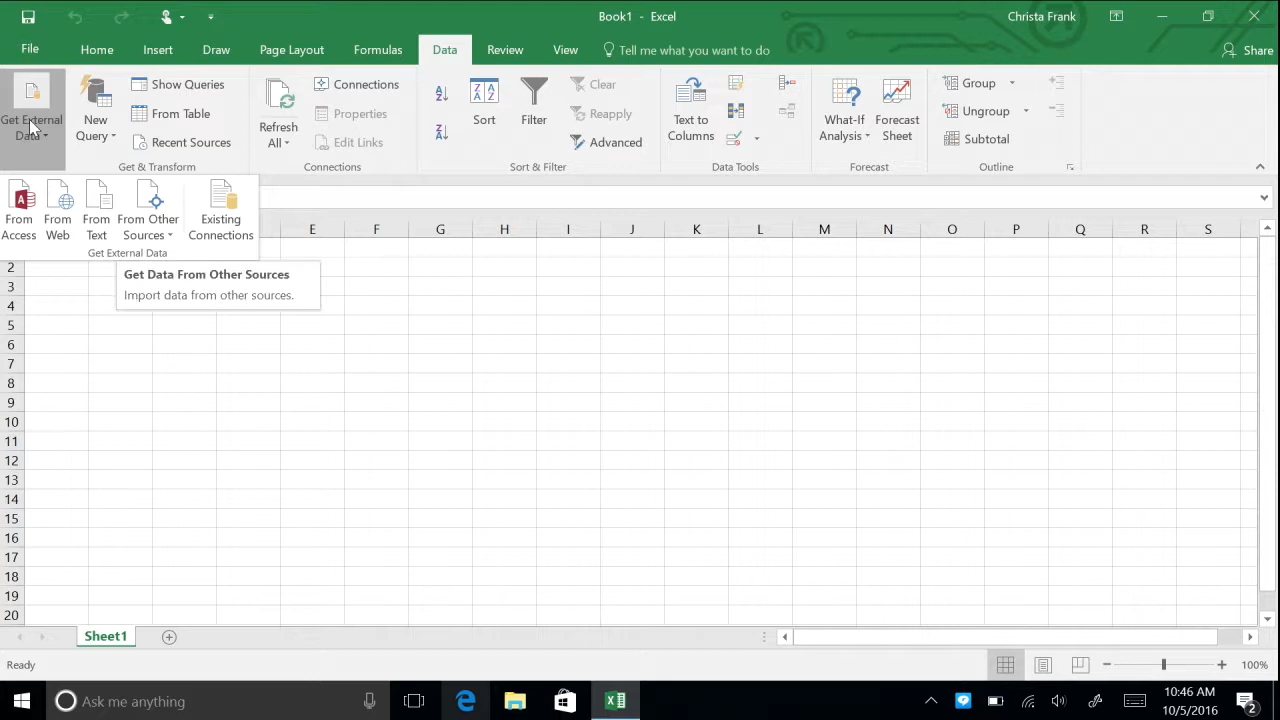 Book1 - Excel
Christa Frank
File Home Insert Draw Page Layout Formulas Data Review View Tell me what you want to do Share
Get External
Data
New
Query
Show Queries
From Table
Recent Sources
Get & Transform
Refresh
All
Connections
Properties
Edit Links
Connections
Sort
Filter
Clear
Reapply
Advanced
Sort & Filter
Text to
Columns
Data Tools
What-If
Analysis
Forecast
Sheet
Forecast
Group
Ungroup
Subtotal
Outline
From
Access
From
Web
From
Text
From Other
Sources
Existing
Connections
Get External Data
Get Data From Other Sources
Import data from other sources.
E F G H I J K L M N O P Q R S
2
3
4
5
6
7
8
9
10
11
12
13
14
15
16
17
18
19
20
Sheet1
Ready
100%
Ask me anything
10:46 AM
10/5/2016
2